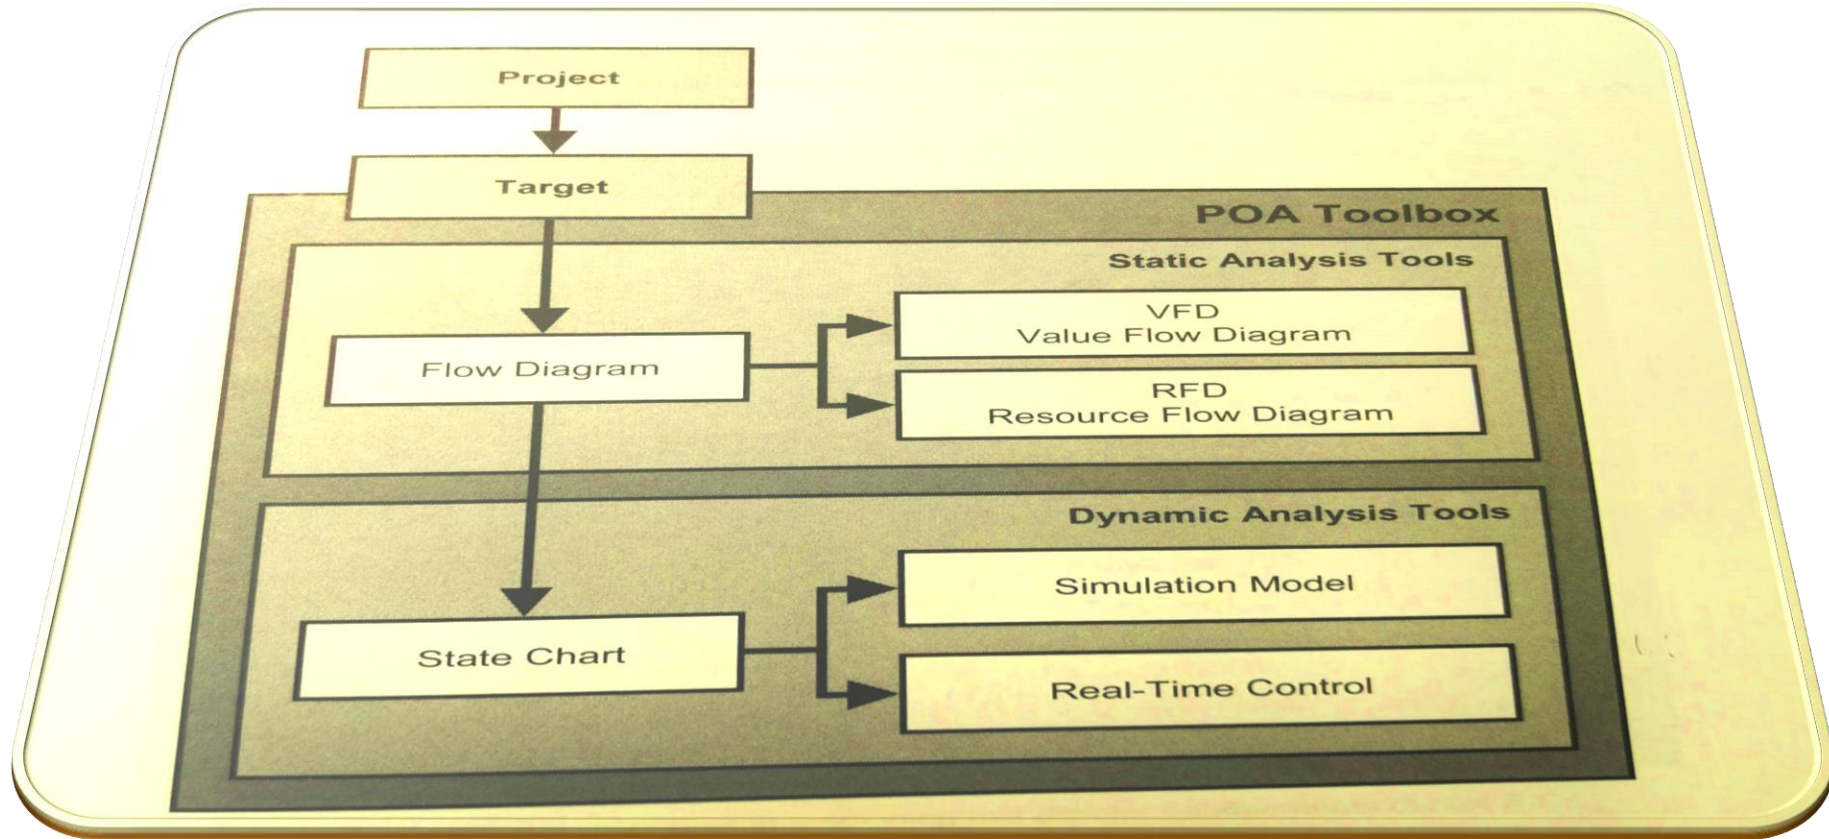 Project
Target
POA Toolbox
Static Analysis Tools
Flow Diagram
VFD
Value Flow Diagram
RFD
Resource Flow Diagram
Dynamic Analysis Tools
State Chart
Simulation Model
Real-Time Control